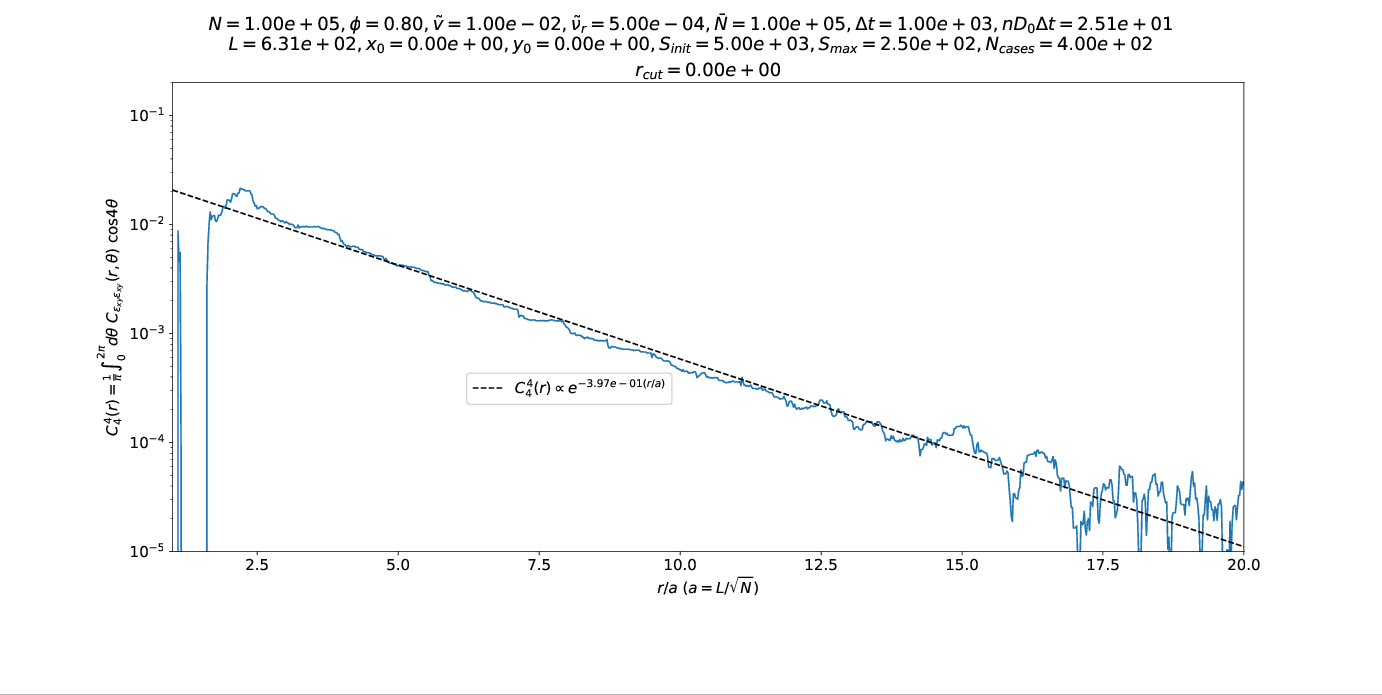 N = 1.00e + 05, ϕ = 0.80, ṽ = 1.00e − 02, ν̃_r = 5.00e − 04, N̄ = 1.00e + 05, Δt = 1.00e + 03, nD_0Δt = 2.51e + 01
L = 6.31e + 02, x_0 = 0.00e + 00, y_0 = 0.00e + 00, S_init = 5.00e + 03, S_max = 2.50e + 02, N_cases = 4.00e + 02
r_cut = 0.00e + 00
10^−1
10^−2
10^−3
10^−4
10^−5
C_4^4(r) = 1/π ∫_0^2π dθ C_ε_xyε_xy(r, θ) cos4θ
C_4^4(r) ∝ e^−3.97e − 01(r/a)
2.5 5.0 7.5 10.0 12.5 15.0 17.5 20.0
r/a (a = L/√N)